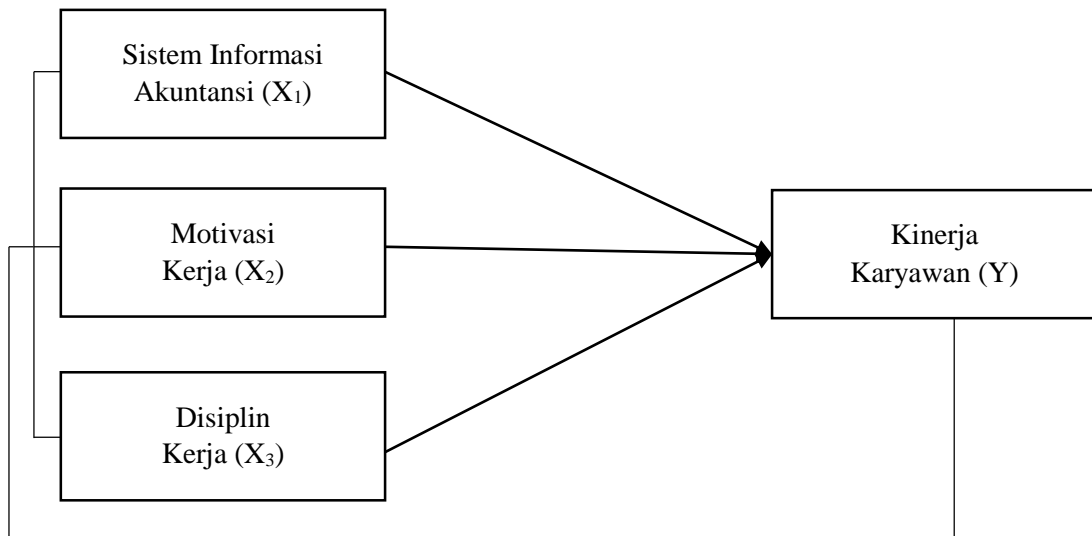 Sistem Informasi
Akuntansi (X₁)
Motivasi
Kerja (X₂)
Disiplin
Kerja (X₃)
Kinerja
Karyawan (Y)